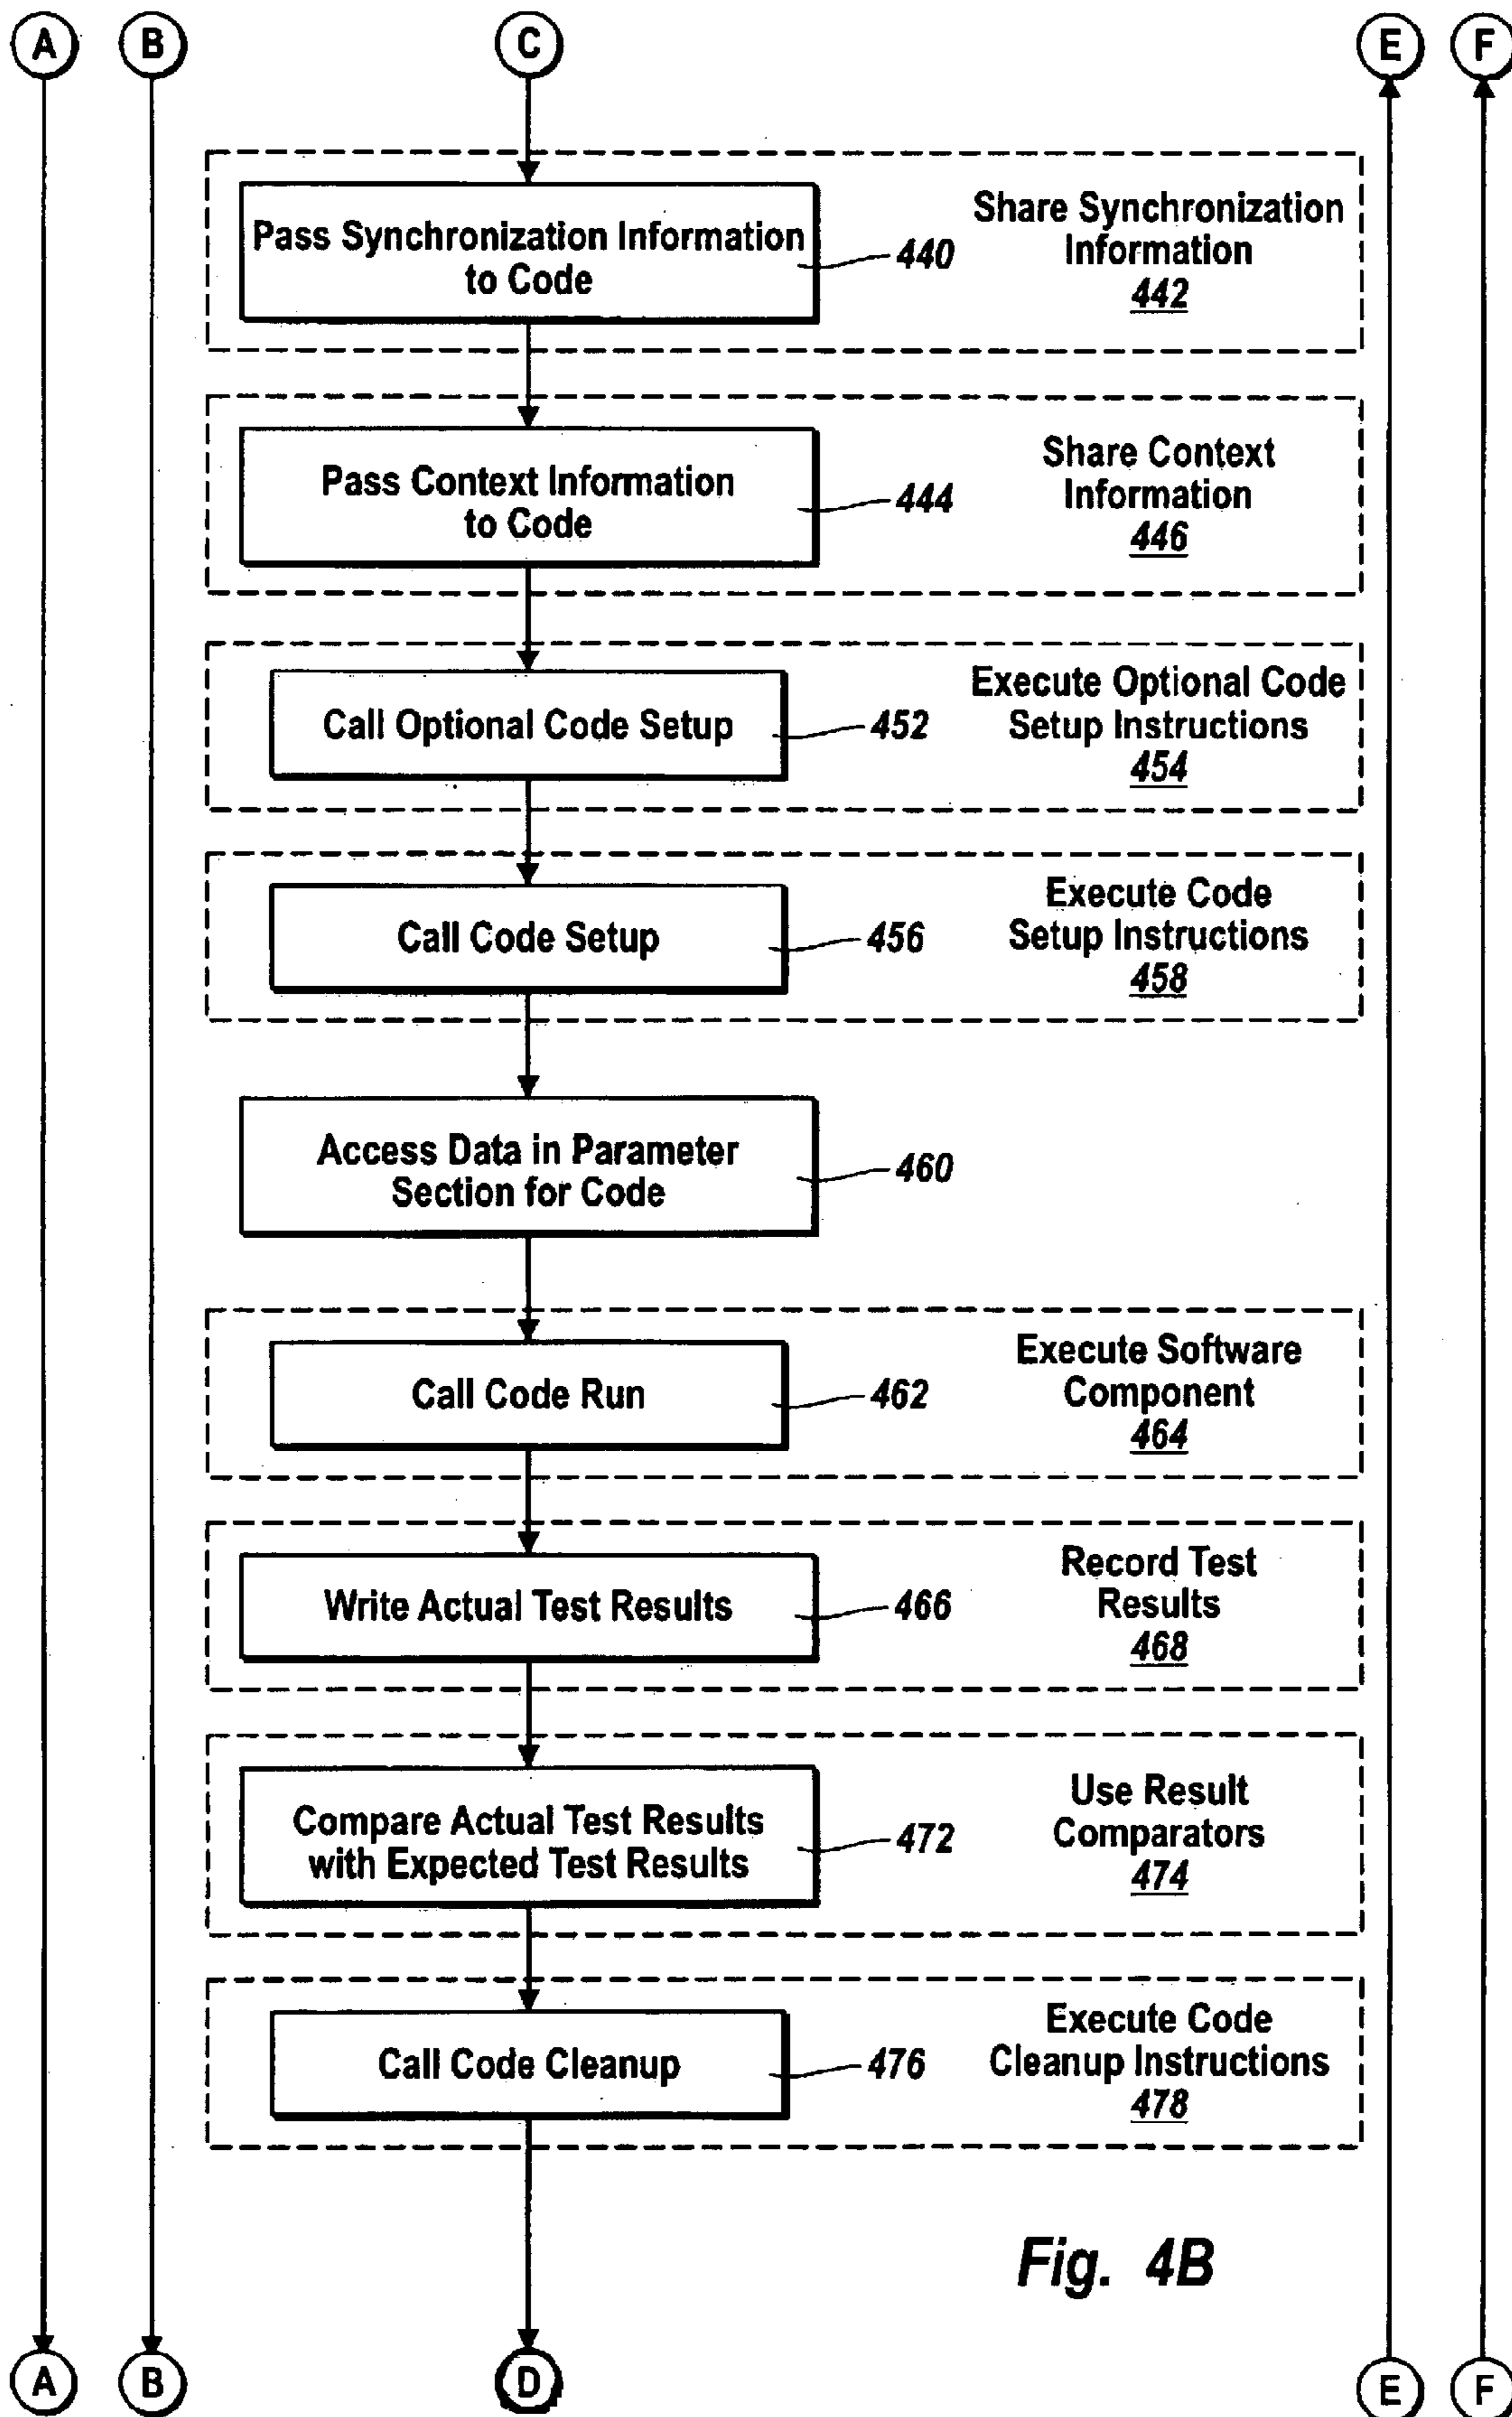 A
B
C
E
F
Pass Synchronization Information
to Code
440
Share Synchronization
Information
442
Pass Context Information
to Code
444
Share Context
Information
446
Call Optional Code Setup
452
Execute Optional Code
Setup Instructions
454
Call Code Setup
456
Execute Code
Setup Instructions
458
Access Data in Parameter
Section for Code
460
Call Code Run
462
Execute Software
Component
464
Write Actual Test Results
466
Record Test
Results
468
Compare Actual Test Results
with Expected Test Results
472
Use Result
Comparators
474
Call Code Cleanup
476
Execute Code
Cleanup Instructions
478
Fig. 4B
A
B
D
E
F